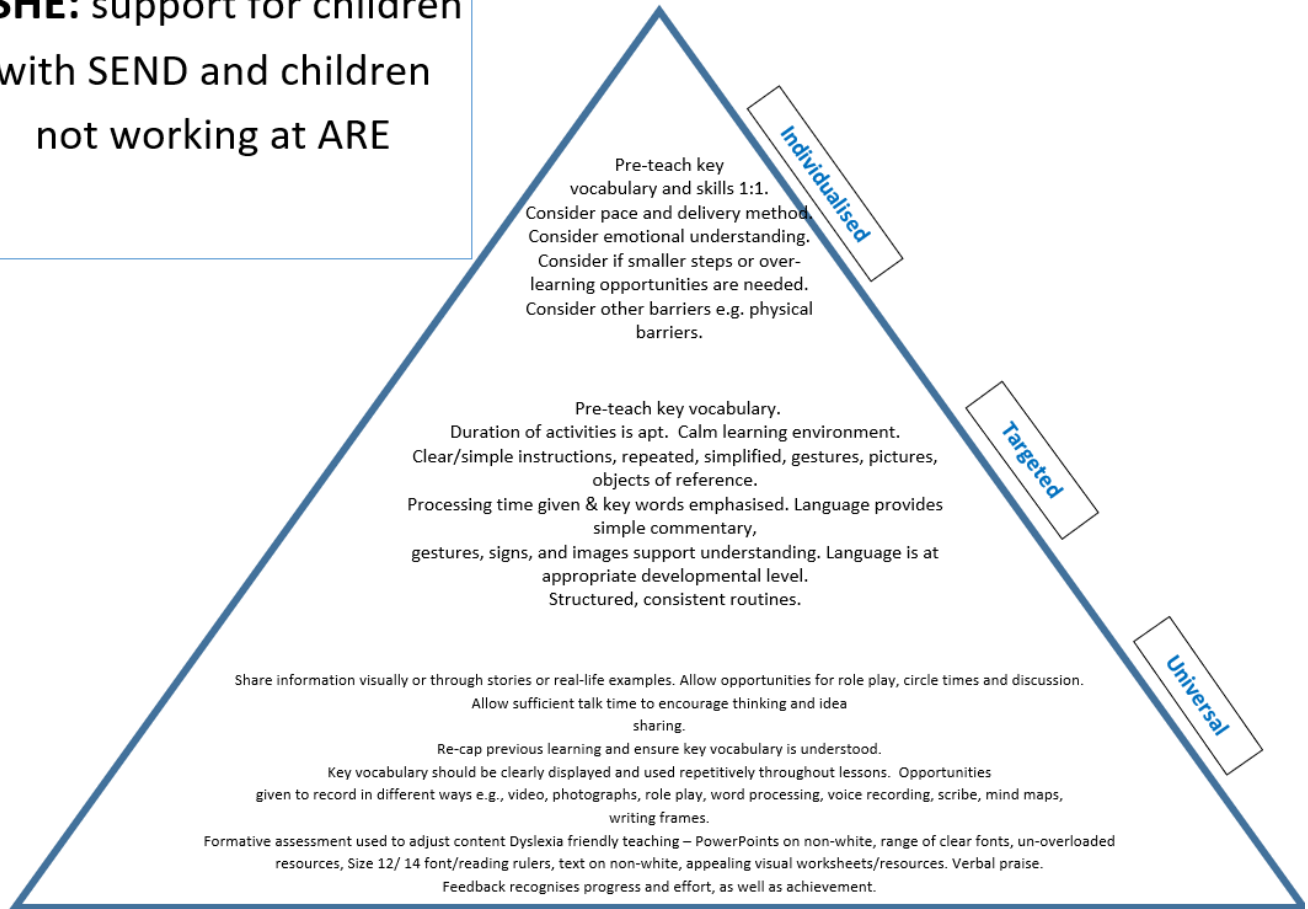 SHE: support for children
with SEND and children
not working at ARE
Individualised
Pre-teach key
vocabulary and skills 1:1.
Consider pace and delivery method.
Consider emotional understanding.
Consider if smaller steps or over-
learning opportunities are needed.
Consider other barriers e.g. physical
barriers.
Targeted
Pre-teach key vocabulary.
Duration of activities is apt.  Calm learning environment.
Clear/simple instructions, repeated, simplified, gestures, pictures,
objects of reference.
Processing time given & key words emphasised. Language provides
simple commentary,
gestures, signs, and images support understanding. Language is at
appropriate developmental level.
Structured, consistent routines.
Universal
Share information visually or through stories or real-life examples. Allow opportunities for role play, circle times and discussion.
Allow sufficient talk time to encourage thinking and idea
sharing.
Re-cap previous learning and ensure key vocabulary is understood.
Key vocabulary should be clearly displayed and used repetitively throughout lessons.  Opportunities
given to record in different ways e.g., video, photographs, role play, word processing, voice recording, scribe, mind maps,
writing frames.
Formative assessment used to adjust content Dyslexia friendly teaching – PowerPoints on non-white, range of clear fonts, un-overloaded
resources, Size 12/ 14 font/reading rulers, text on non-white, appealing visual worksheets/resources. Verbal praise.
Feedback recognises progress and effort, as well as achievement.